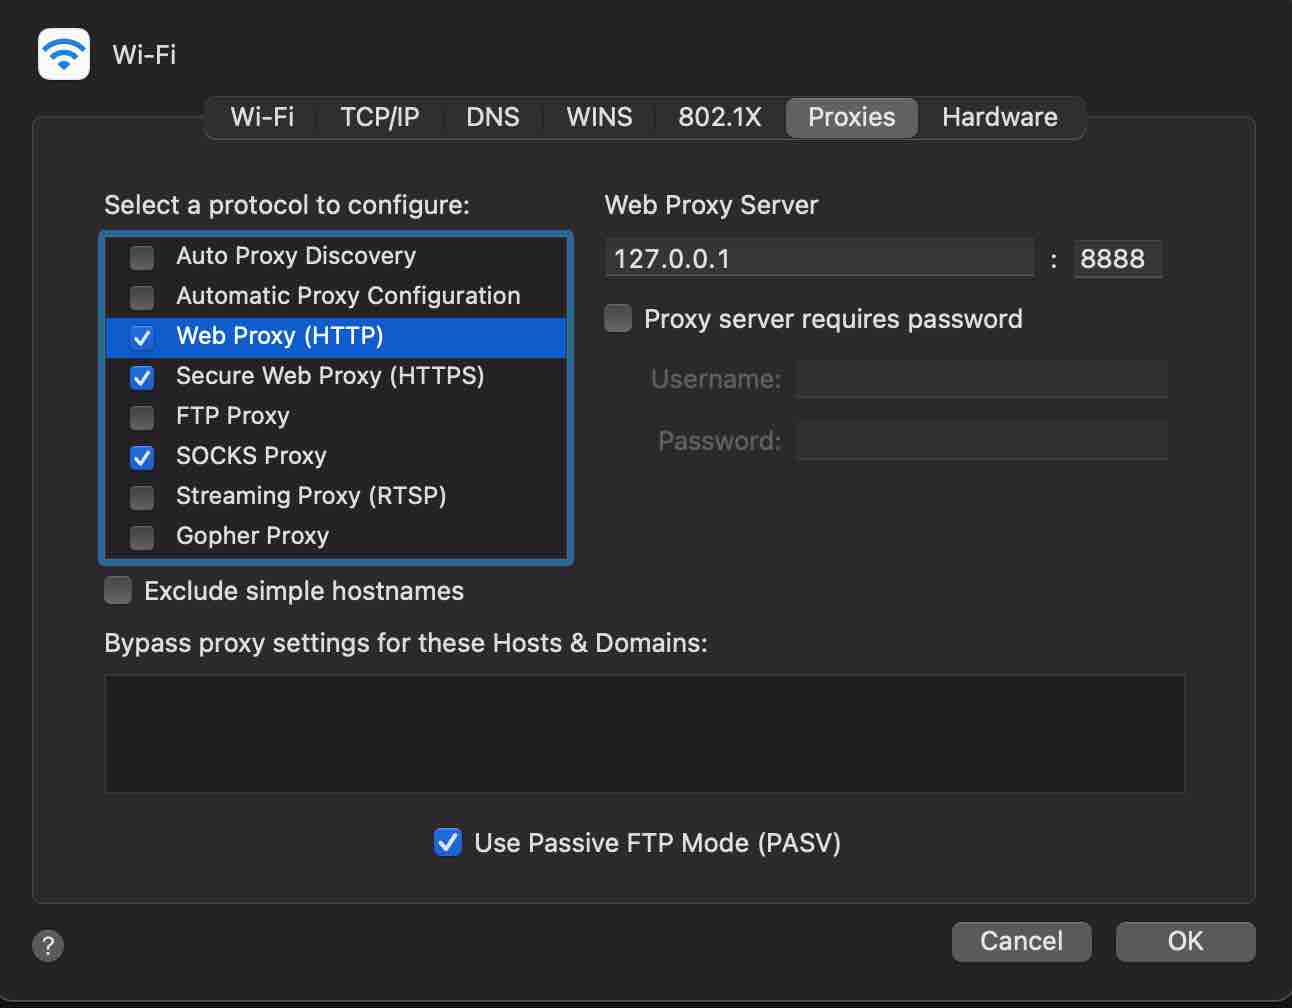 Wi-Fi
Wi-Fi TCP/IP DNS WINS 802.1X Proxies Hardware
Select a protocol to configure:
Auto Proxy Discovery
Automatic Proxy Configuration
Web Proxy (HTTP)
Secure Web Proxy (HTTPS)
FTP Proxy
SOCKS Proxy
Streaming Proxy (RTSP)
Gopher Proxy
Web Proxy Server
127.0.0.1 : 8888
Proxy server requires password
Username:
Password:
Exclude simple hostnames
Bypass proxy settings for these Hosts & Domains:
Use Passive FTP Mode (PASV)
? Cancel OK